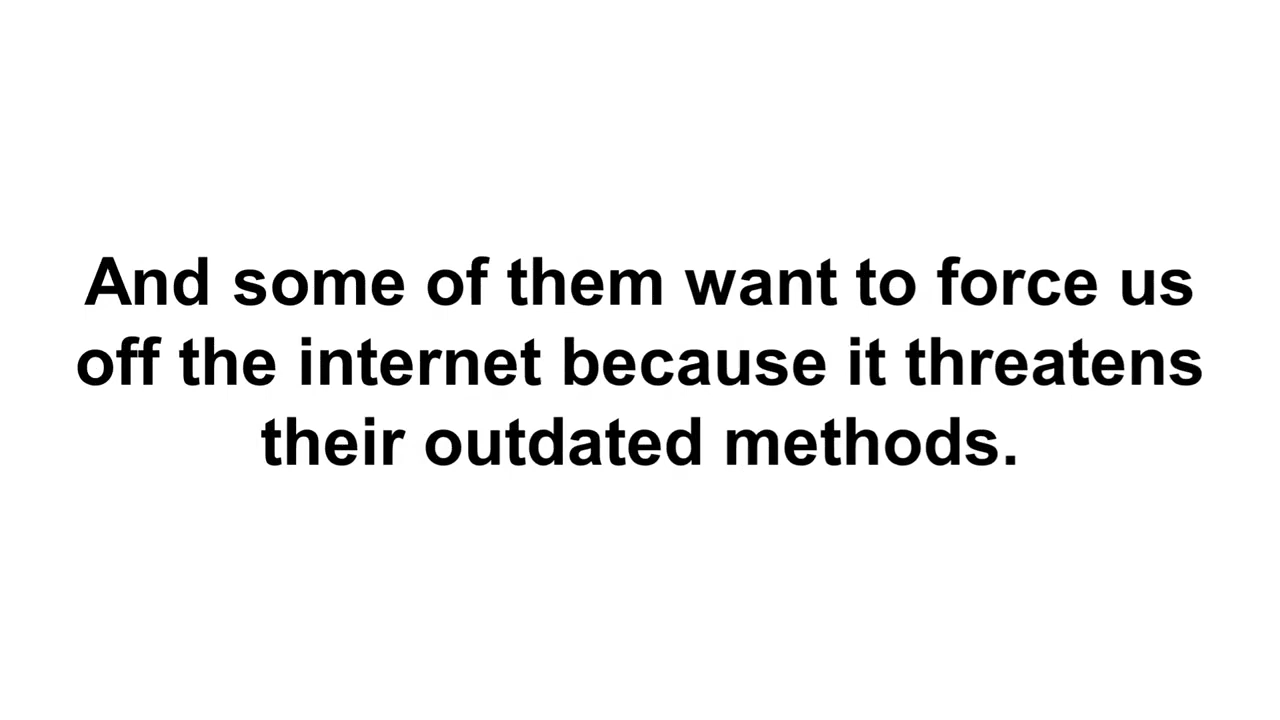 And some of them want to force us
off the internet because it threatens
their outdated methods.